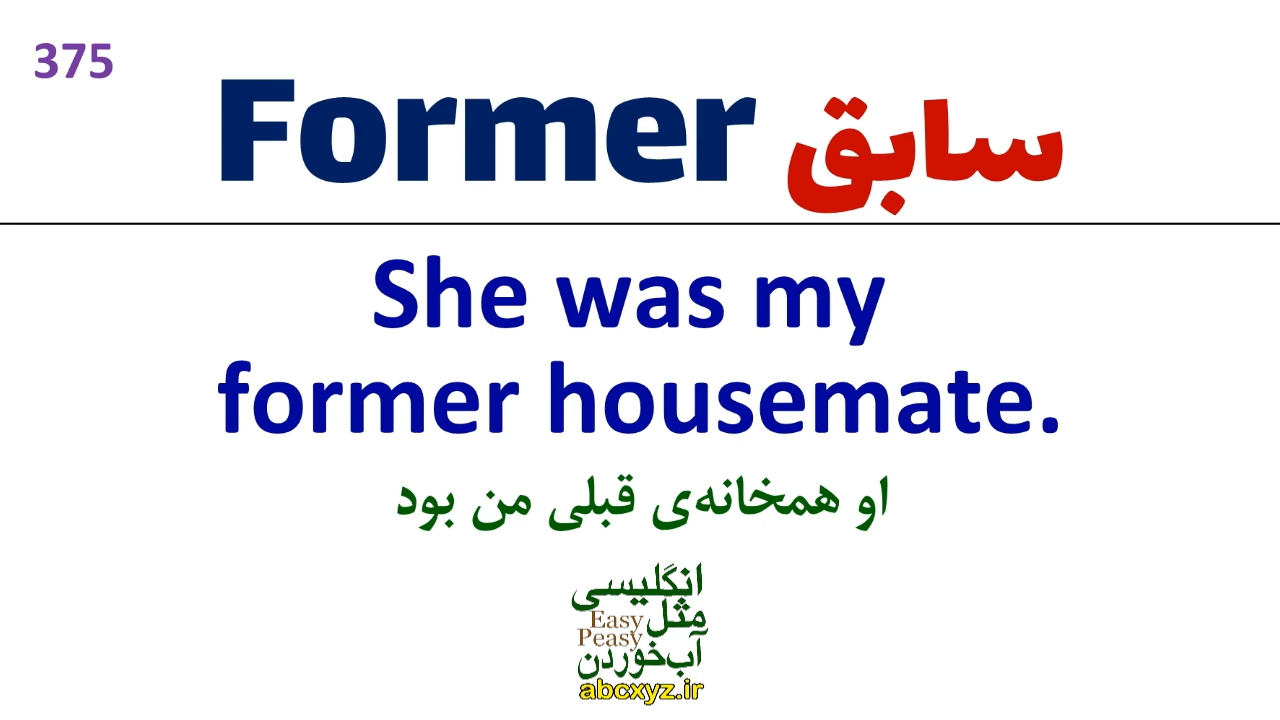 375
Former سابق
She was my
former housemate.
او همخانه‌ی قبلی من بود
انگلیسی
مثل
Easy
Peasy
آب‌خوردن
abcxyz.ir